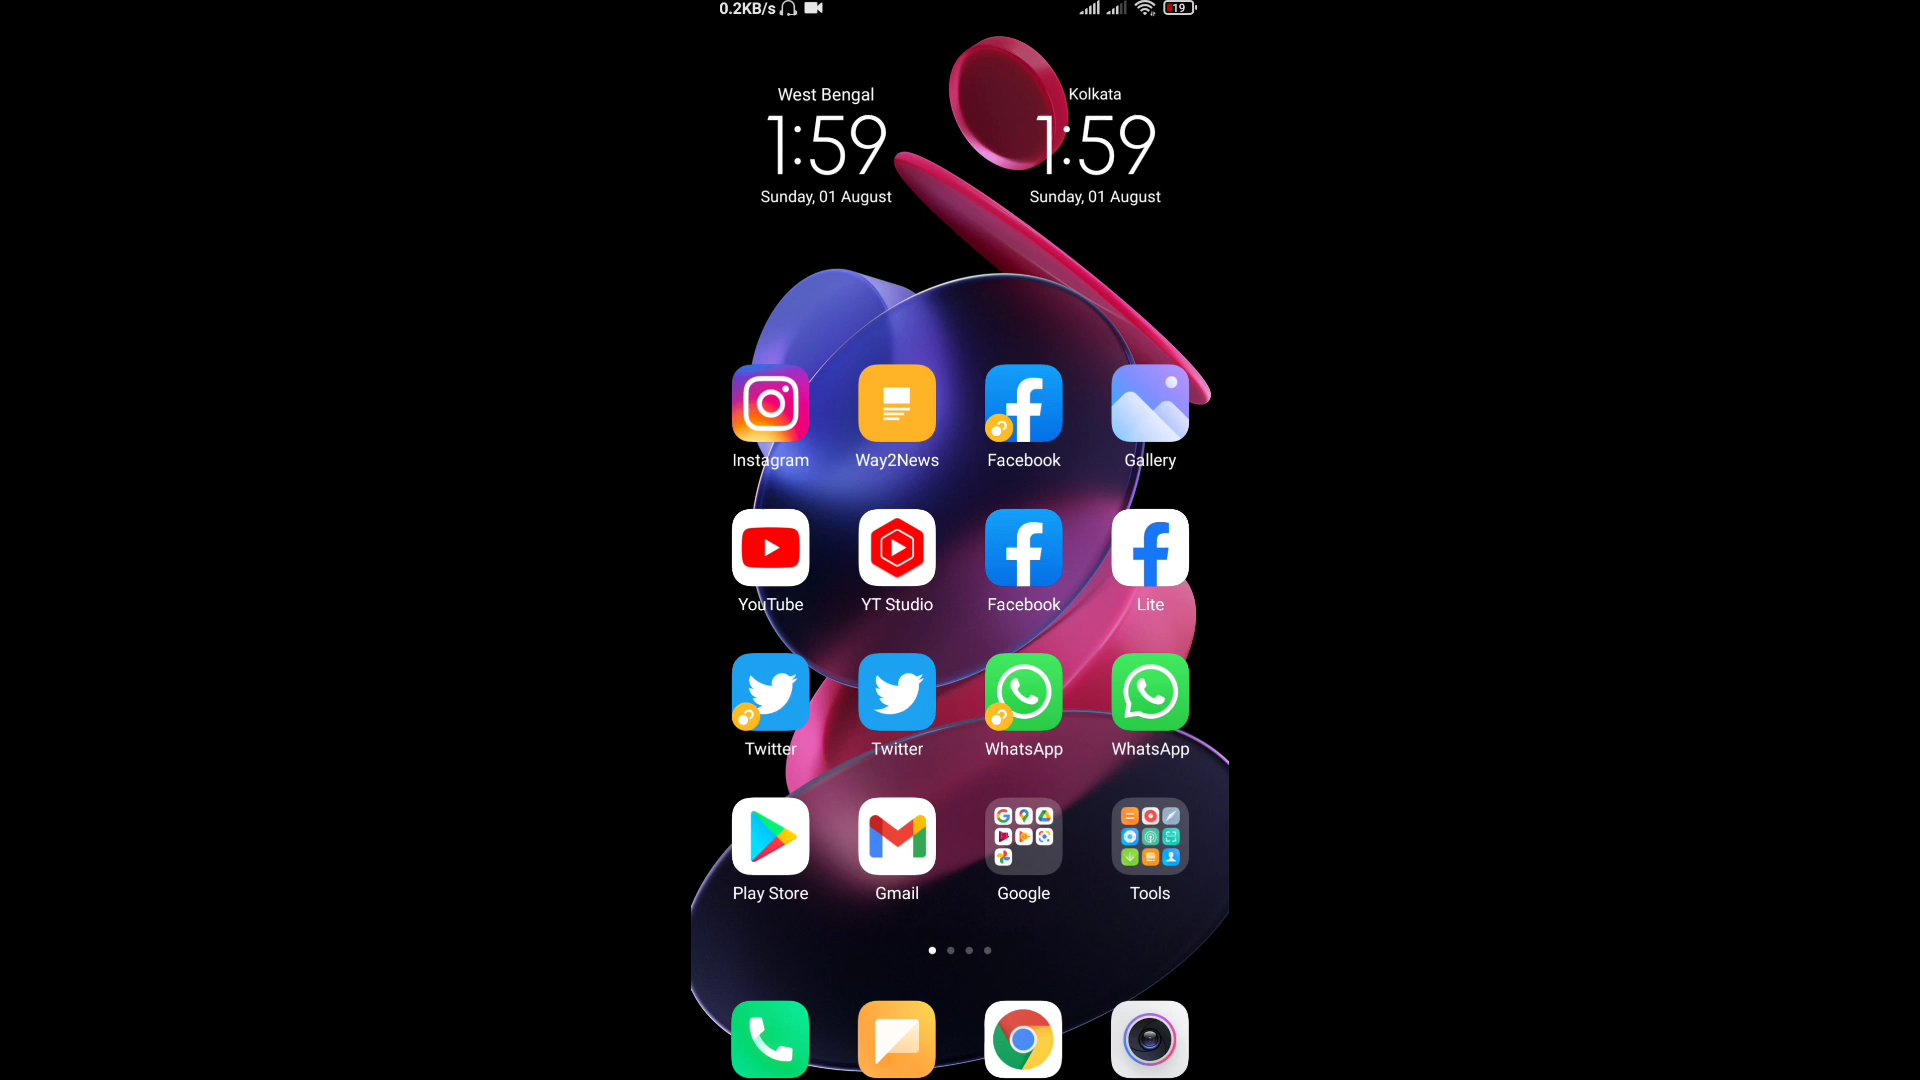 0.2KB/s 19
West Bengal Kolkata
1:59 1:59
Sunday, 01 August Sunday, 01 August
Instagram Way2News Facebook Gallery
YouTube YT Studio Facebook Lite
Twitter Twitter WhatsApp WhatsApp
Play Store Gmail Google Tools